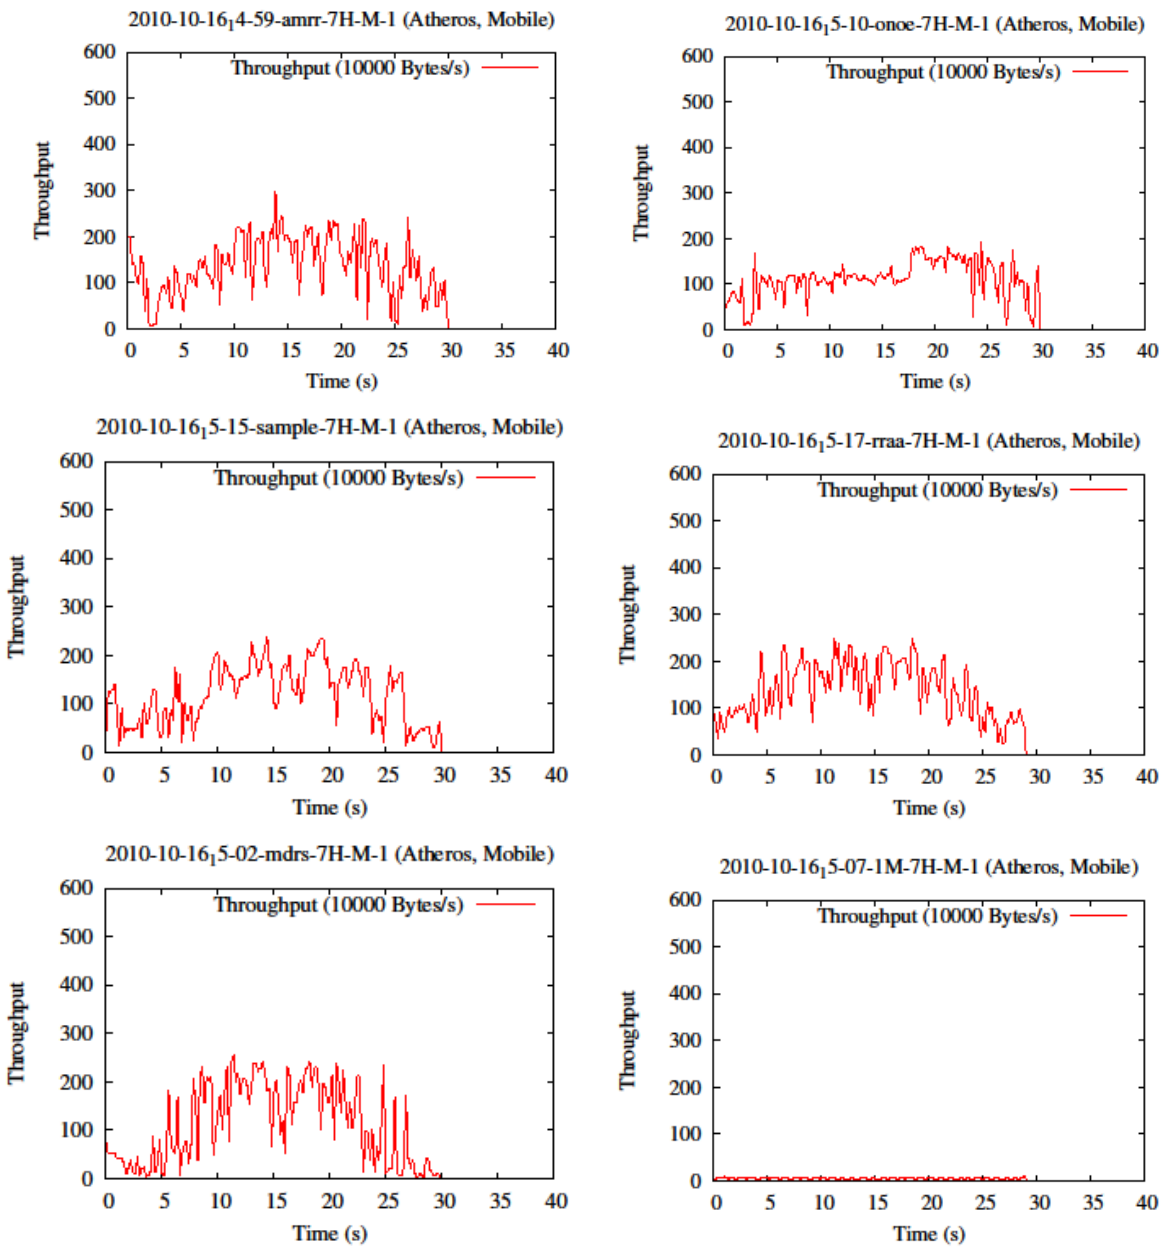 2010-10-16₁4-59-amrr-7H-M-1 (Atheros, Mobile)
600
Throughput (10000 Bytes/s)
500
400
300
200
100
0
Throughput
0 5 10 15 20 25 30 35 40
Time (s)
2010-10-16₁5-10-onoe-7H-M-1 (Atheros, Mobile)
600
Throughput (10000 Bytes/s)
500
400
300
200
100
0
Throughput
0 5 10 15 20 25 30 35 40
Time (s)
2010-10-16₁5-15-sample-7H-M-1 (Atheros, Mobile)
600
Throughput (10000 Bytes/s)
500
400
300
200
100
0
Throughput
0 5 10 15 20 25 30 35 40
Time (s)
2010-10-16₁5-17-rraa-7H-M-1 (Atheros, Mobile)
600
Throughput (10000 Bytes/s)
500
400
300
200
100
0
Throughput
0 5 10 15 20 25 30 35 40
Time (s)
2010-10-16₁5-02-mdrs-7H-M-1 (Atheros, Mobile)
600
Throughput (10000 Bytes/s)
500
400
300
200
100
0
Throughput
0 5 10 15 20 25 30 35 40
Time (s)
2010-10-16₁5-07-1M-7H-M-1 (Atheros, Mobile)
600
Throughput (10000 Bytes/s)
500
400
300
200
100
0
Throughput
0 5 10 15 20 25 30 35 40
Time (s)